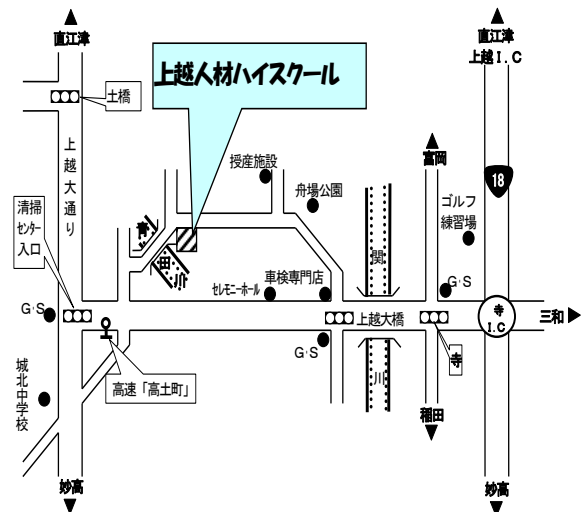 直江津
直江津
上越I.C
上越人材ハイスクール
土橋
上越大通り
授産施設
舟場公園
富岡
18
ゴルフ
練習場
清掃
センター
入口
関
車検専門店
セレモニーホール
G・S
G・S
上越大橋
寺
I.C
三和
G・S
寺
川
高速「高土町」
城北中学校
稲田
妙高
妙高